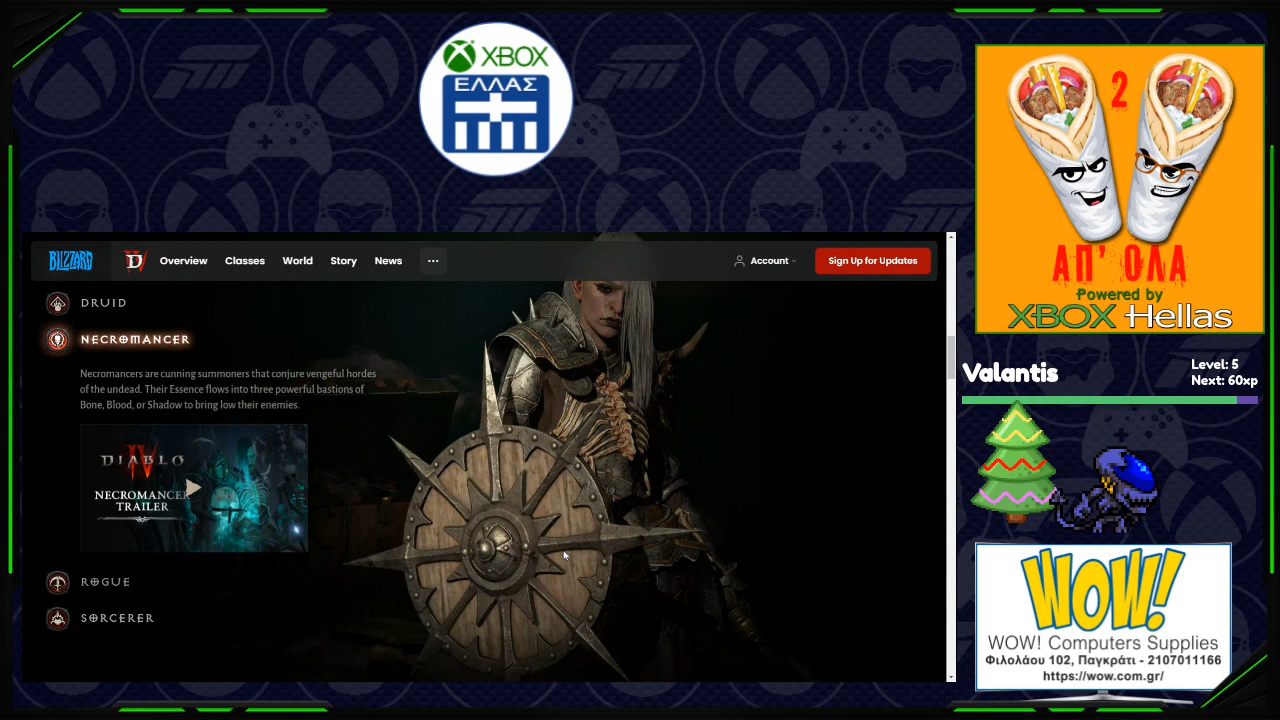 XBOX
ΕΛΛΑΣ
BLIZZARD
Overview Classes World Story News ...
Account
Sign Up for Updates
DRUID
NECROMANCER
Necromancers are cunning summoners that conjure vengeful hordes
of the undead. Their Essence flows into three powerful bastions of
Bone, Blood, or Shadow to bring low their enemies.
DIABLO
IV
NECROMANCER
TRAILER
ROGUE
SORCERER
2
ΑΠ' ΟΛΑ
Powered by
XBOX Hellas
Valantis
Level: 5
Next: 60xp
WOW!
WOW! Computers Supplies
Φιλολάου 102, Παγκράτι - 2107011166
https://wow.com.gr/